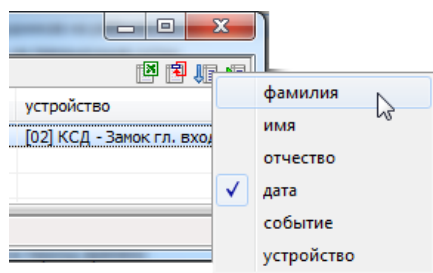 устройство
[02] КСД - Замок гл. вход
фамилия
имя
отчество
дата
событие
устройство